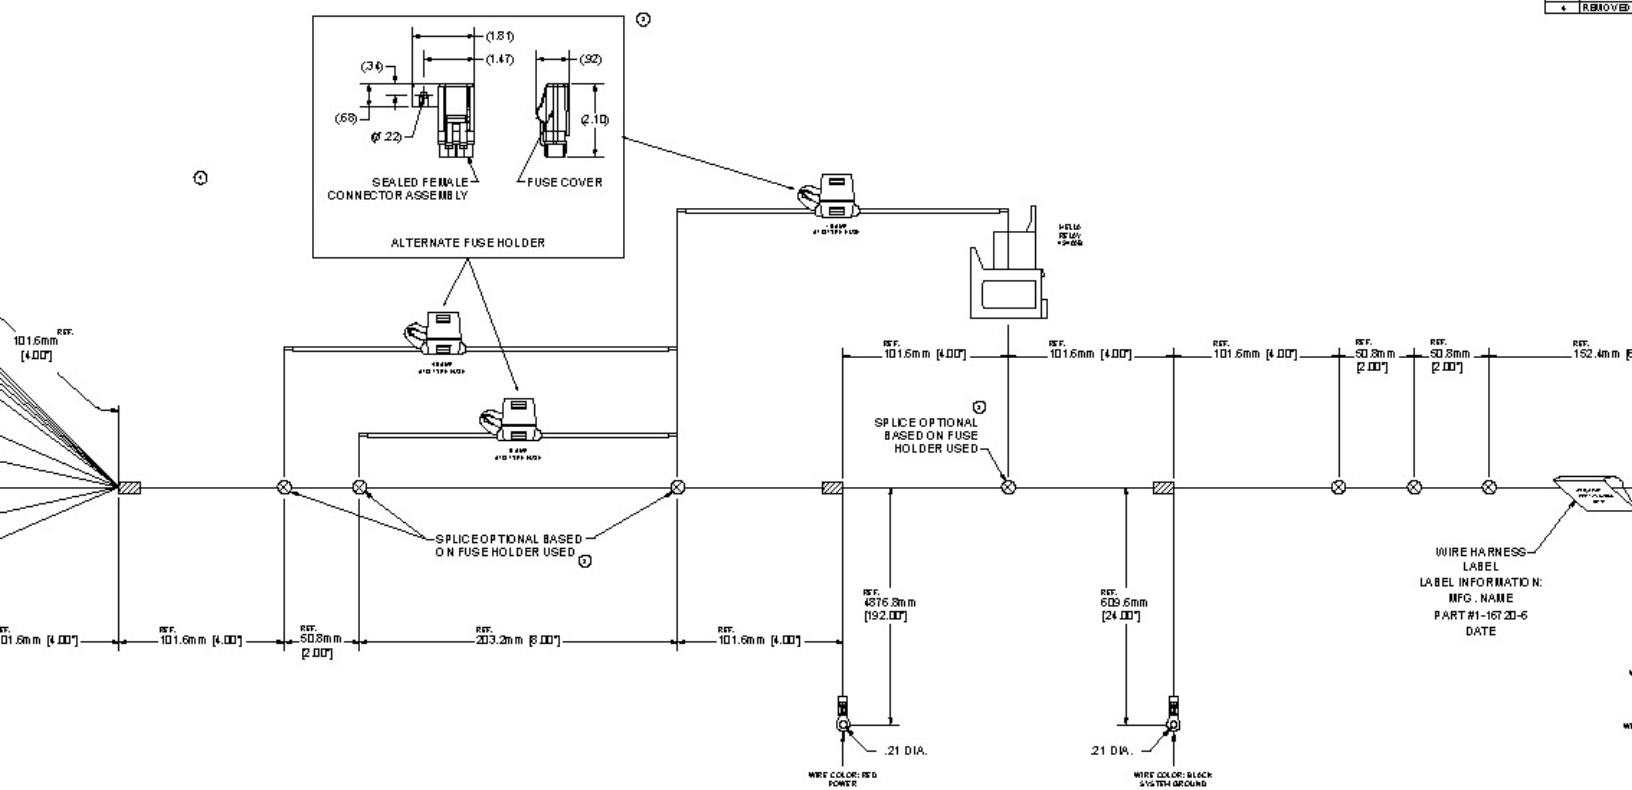 4 REMOVED
3
(1.81)
(1.47)
(.92)
(.34)
(.68)
(Ø.22)
(2.10)
SEALED FEMALE
CONNECTOR ASSEMBLY
FUSE COVER
ALTERNATE FUSE HOLDER
HELLA
RELAY
REF.
101.6mm
[4.00"]
REF.
101.6mm [4.00"]
REF.
101.6mm [4.00"]
REF.
101.6mm [4.00"]
REF.
50.8mm
[2.00"]
REF.
50.8mm
[2.00"]
152.4mm
SPLICE OPTIONAL
BASED ON FUSE
HOLDER USED
SPLICE OPTIONAL BASED
ON FUSE HOLDER USED
WIRE HARNESS
LABEL
LABEL INFORMATION:
MFG. NAME
PART #1-16720-6
DATE
REF.
4876.8mm
[192.00"]
REF.
609.6mm
[24.00"]
01.6mm [4.00"]
REF.
101.6mm [4.00"]
REF.
50.8mm
[2.00"]
REF.
203.2mm [8.00"]
REF.
101.6mm [4.00"]
.21 DIA.
.21 DIA.
WIRE COLOR: RED
POWER
WIRE COLOR: BLACK
SYSTEM GROUND